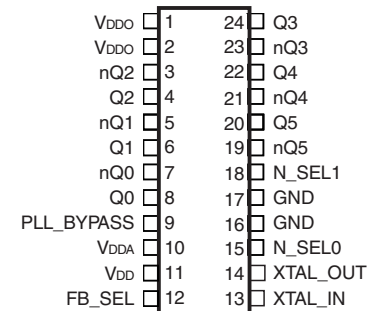 VDDO 1 24 Q3
VDDO 2 23 nQ3
nQ2 3 22 Q4
Q2 4 21 nQ4
nQ1 5 20 Q5
Q1 6 19 nQ5
nQ0 7 18 N_SEL1
Q0 8 17 GND
PLL_BYPASS 9 16 GND
VDDA 10 15 N_SEL0
VDD 11 14 XTAL_OUT
FB_SEL 12 13 XTAL_IN